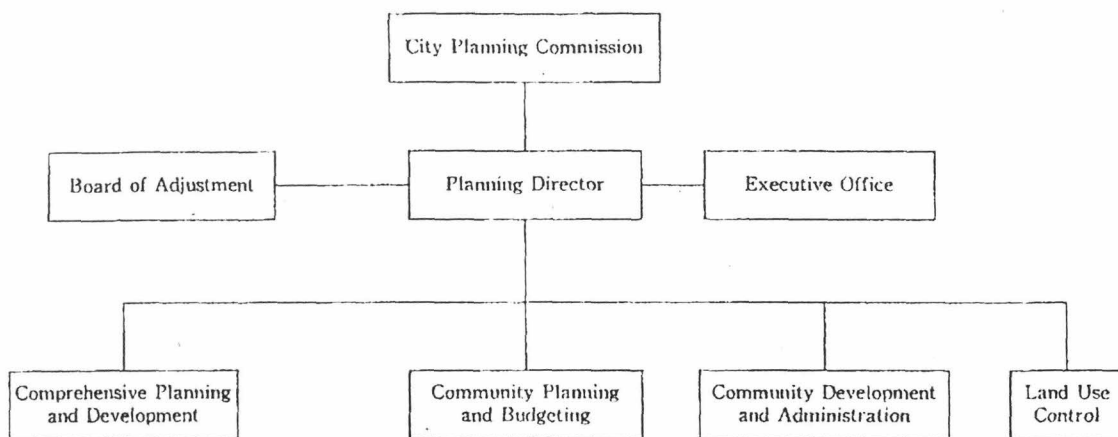 City Planning Commission
Board of Adjustment
Planning Director
Executive Office
Comprehensive Planning
and Development
Community Planning
and Budgeting
Community Development
and Administration
Land Use
Control